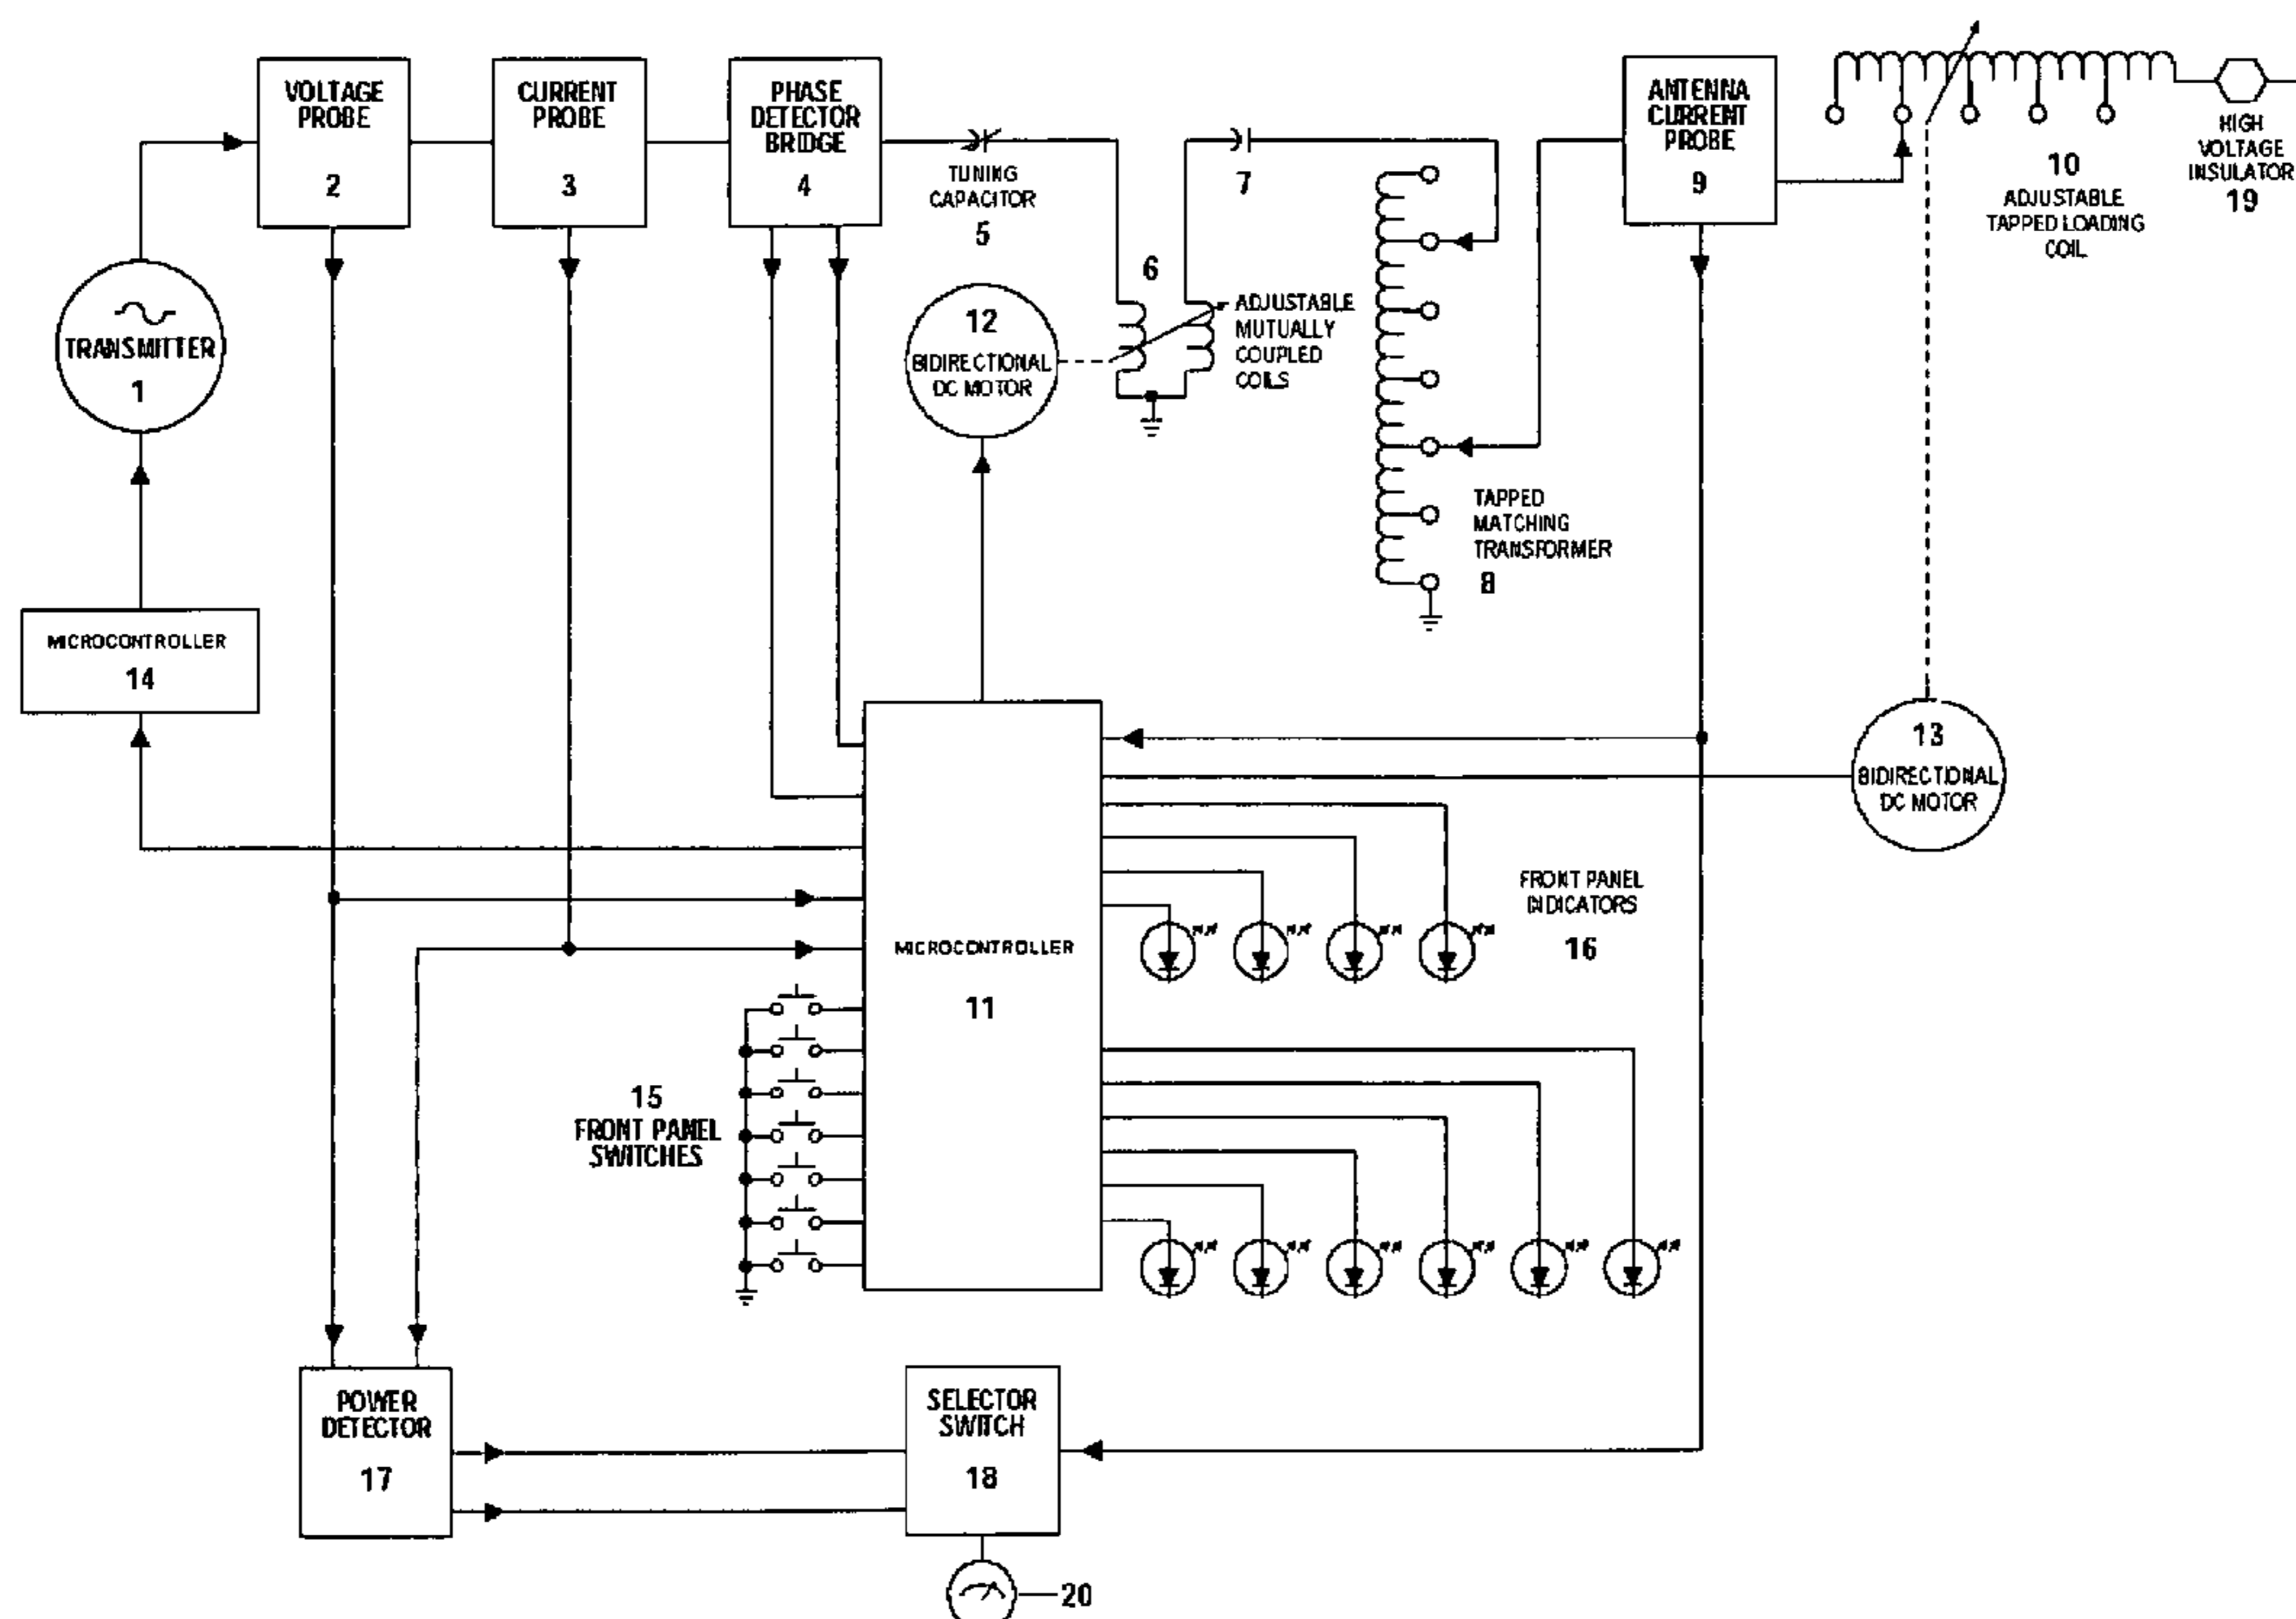 VOLTAGE
PROBE
2
CURRENT
PROBE
3
PHASE
DETECTOR
BRIDGE
4
TUNING
CAPACITOR
5
6
ADJUSTABLE
MUTUALLY
COUPLED
COILS
7
TAPPED
MATCHING
TRANSFORMER
8
ANTENNA
CURRENT
PROBE
9
10
ADJUSTABLE
TAPPED LOADING
COIL
HIGH
VOLTAGE
INSULATOR
19
TRANSMITTER
1
12
BIDIRECTIONAL
DC MOTOR
MICROCONTROLLER
14
13
BIDIRECTIONAL
DC MOTOR
MICROCONTROLLER
11
FRONT PANEL
INDICATORS
16
15
FRONT PANEL
SWITCHES
POWER
DETECTOR
17
SELECTOR
SWITCH
18
20